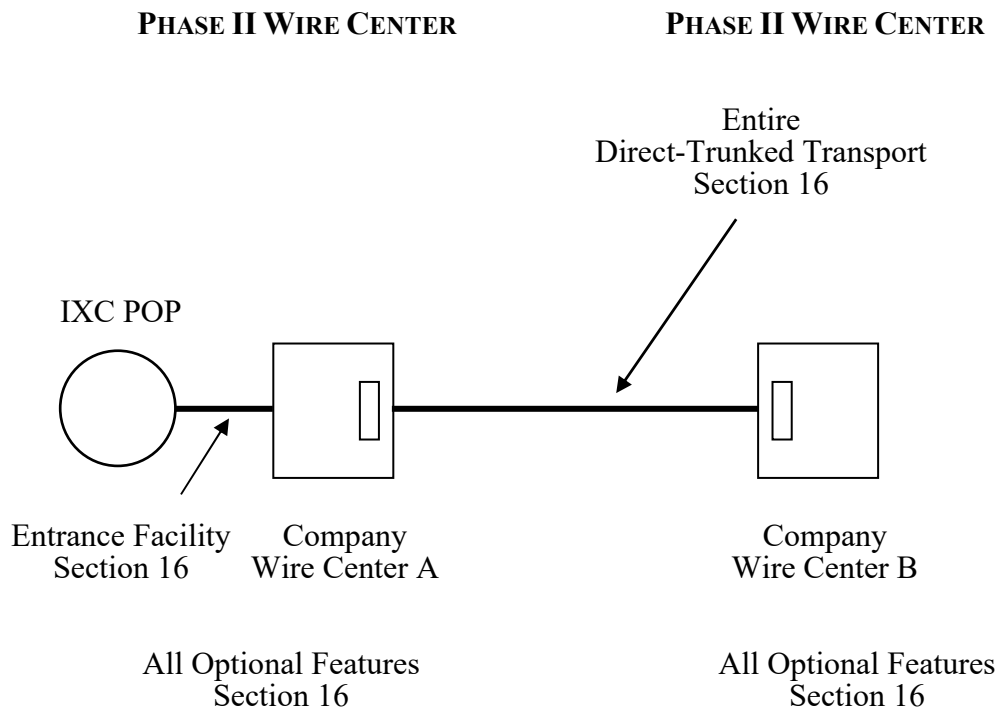 PHASE II WIRE CENTER
PHASE II WIRE CENTER
Entire
Direct-Trunked Transport
Section 16
IXC POP
Entrance Facility
Section 16
Company
Wire Center A
Company
Wire Center B
All Optional Features
Section 16
All Optional Features
Section 16